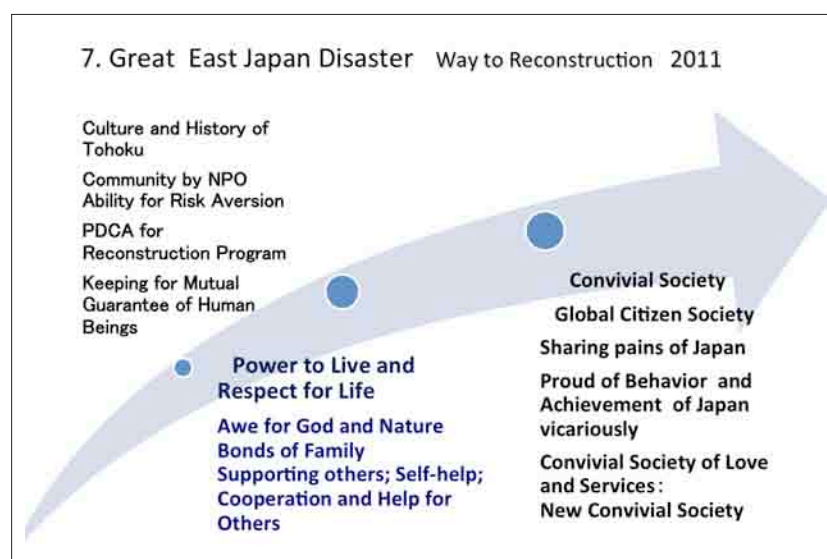 7. Great East Japan Disaster Way to Reconstruction 2011
Culture and History of
Tohoku
Community by NPO
Ability for Risk Aversion
PDCA for
Reconstruction Program
Keeping for Mutual
Guarantee of Human
Beings
Power to Live and
Respect for Life
Awe for God and Nature
Bonds of Family
Supporting others; Self-help;
Cooperation and Help for
Others
Convivial Society
Global Citizen Society
Sharing pains of Japan
Proud of Behavior and
Achievement of Japan
vicariously
Convivial Society of Love
and Services:
New Convivial Society